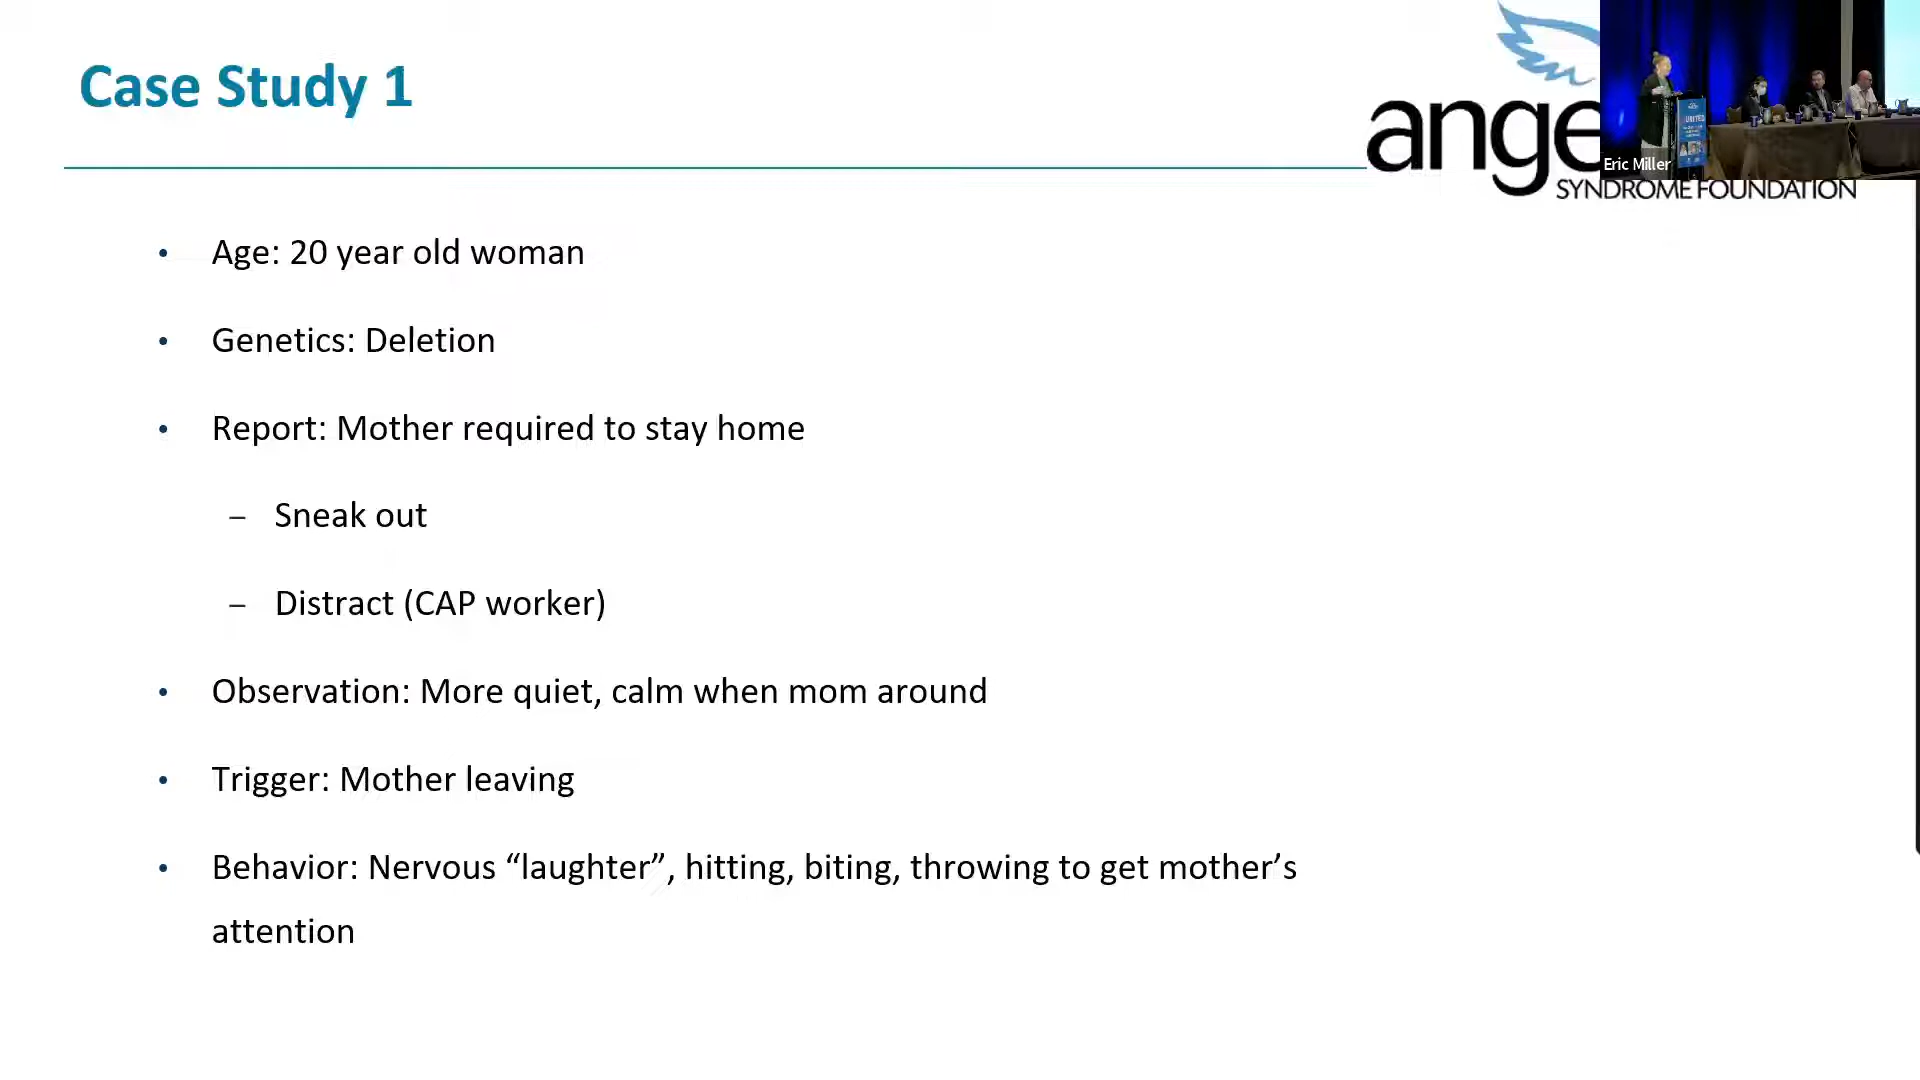 Case Study 1
ange
SYNDROME FOUNDATION
UNITED
Eric Miller
• Age: 20 year old woman
• Genetics: Deletion
• Report: Mother required to stay home
– Sneak out
– Distract (CAP worker)
• Observation: More quiet, calm when mom around
• Trigger: Mother leaving
• Behavior: Nervous “laughter”, hitting, biting, throwing to get mother’s
attention